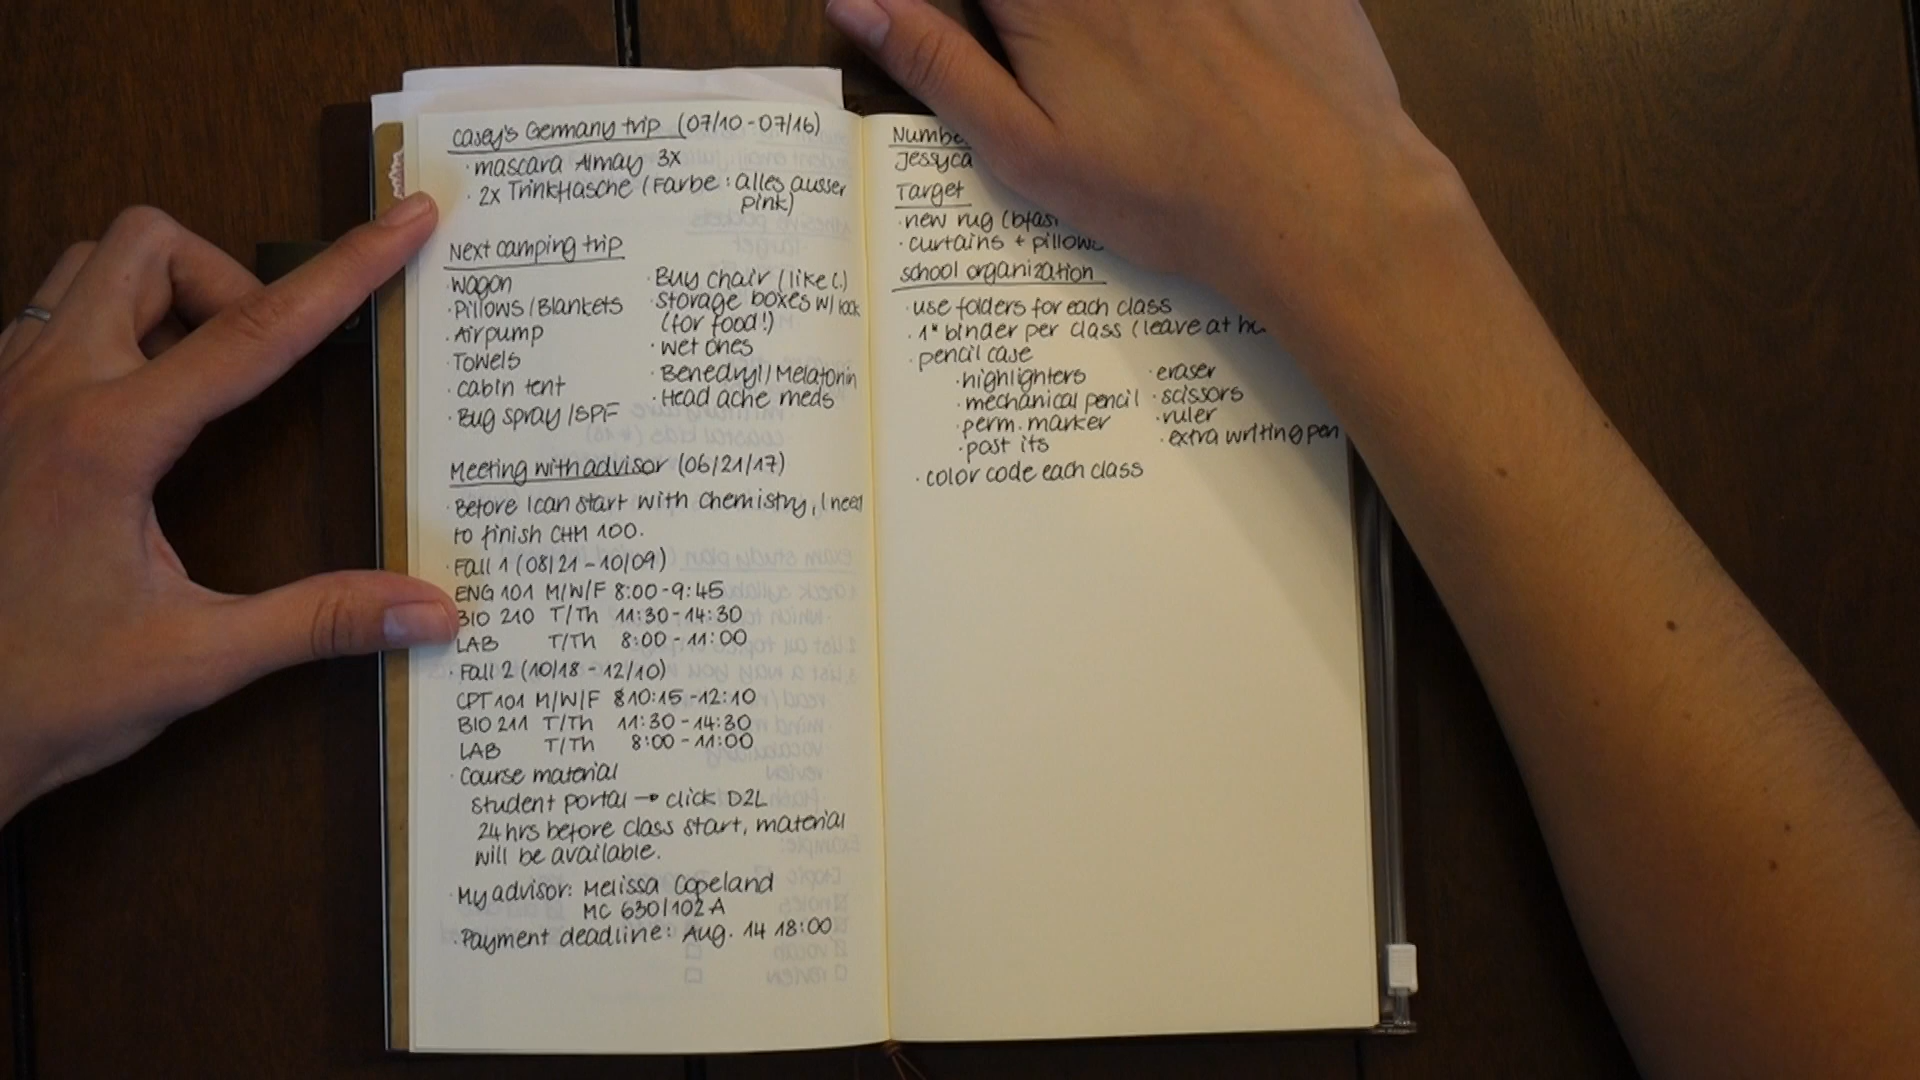 Casey's Germany trip (07/10 - 07/16)
· mascara Almay 3x
· 2x Trinkflasche (Farbe: alles ausser
pink)
Next camping trip
· Wagon
· Pillows/Blankets
· Airpump
· Towels
· cabin tent
· Bug spray/SPF
· Buy chair (like (.)
· storage boxes w/ lock
(for food!)
· wet ones
· Benedryl/Melatonin
· Head ache meds
Meeting with advisor (06/21/17)
· Before I can start with chemistry, I need
to finish CHM 100.
· Fall 1 (08/21 - 10/09)
ENG 101 M/W/F 8:00 - 9:45
BIO 210 T/Th 11:30 - 14:30
LAB T/Th 8:00 - 11:00
· Fall 2 (10/18 - 12/10)
CPT 101 M/W/F 10:15 - 12:10
BIO 211 T/Th 11:30 - 14:30
LAB T/Th 8:00 - 11:00
· Course material
student portal → click D2L
24 hrs before class start, material
will be available.
· My advisor: Melissa Copeland
MC 630/102 A
· Payment deadline: Aug. 14 18:00
Jessyca
Target
· new rug
· curtains + pillows
school organization
· use folders for each class
· 1" binder per class (leave at
· pencil case
· highlighters
· mechanical pencil
· perm. marker
· post its
· eraser
· scissors
· ruler
· extra writing pen
· color code each class